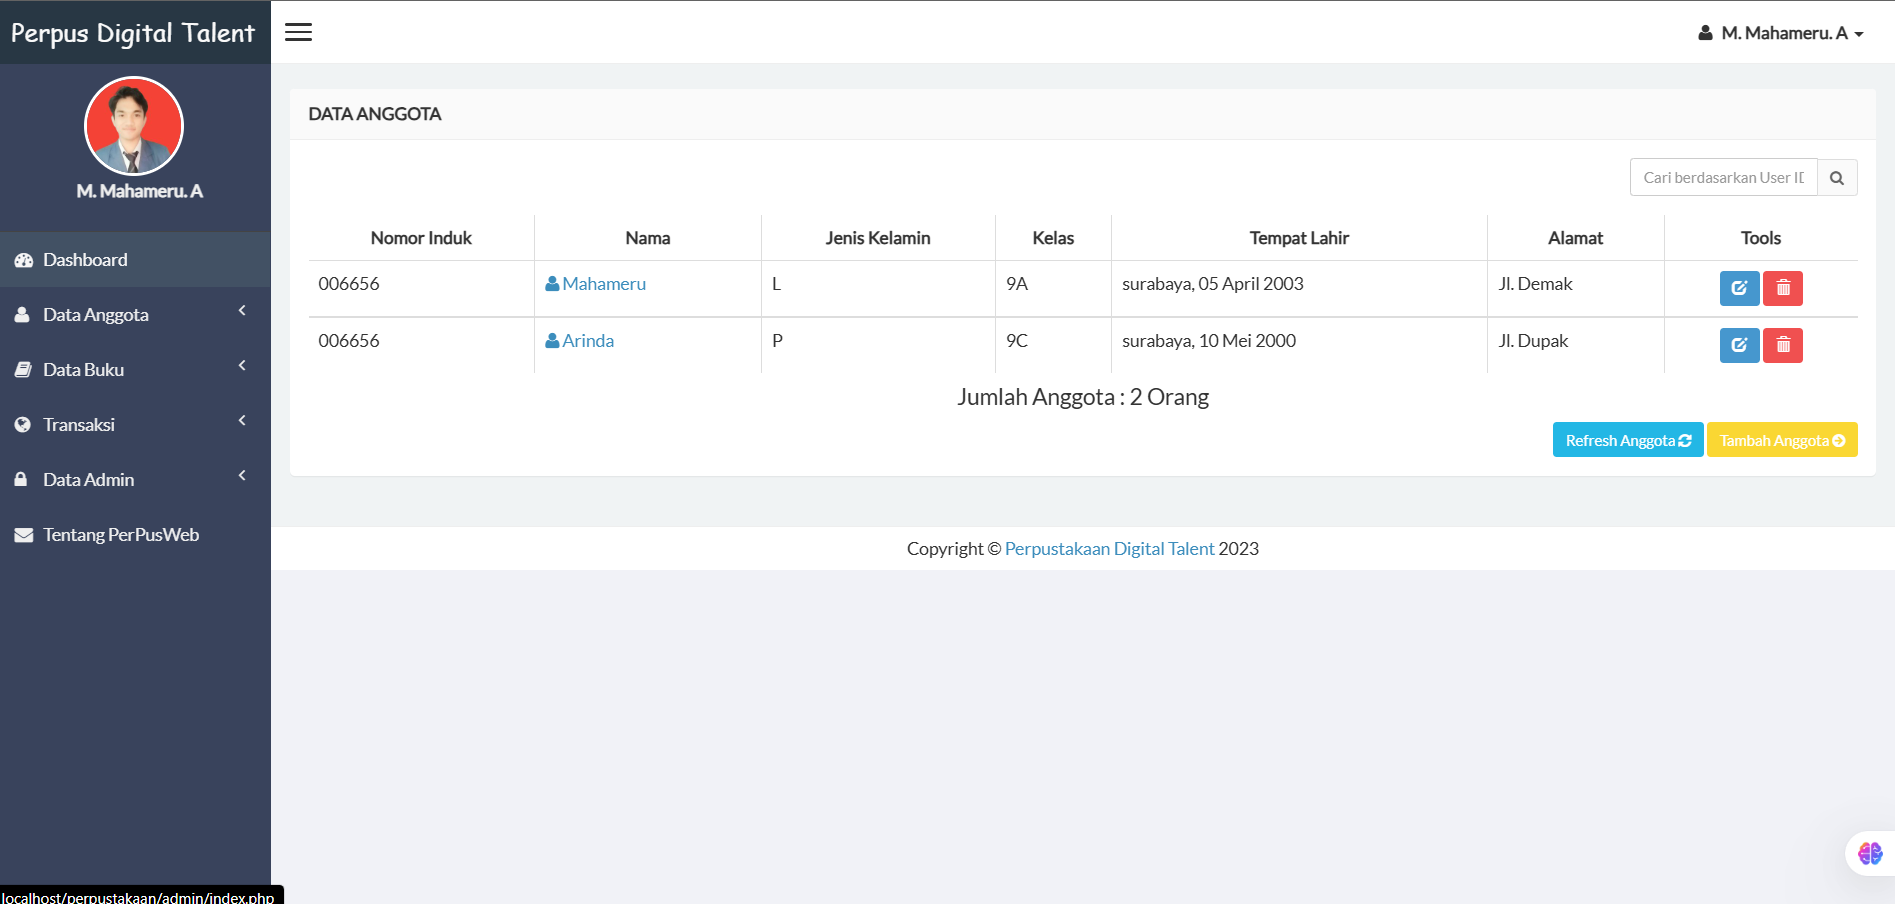 Perpus Digital Talent
M. Mahameru. A
M. Mahameru. A
Dashboard
Data Anggota
Data Buku
Transaksi
Data Admin
Tentang PerPusWeb
DATA ANGGOTA
Cari berdasarkan User ID
Nomor Induk Nama Jenis Kelamin Kelas Tempat Lahir Alamat Tools
006656 Mahameru L 9A surabaya, 05 April 2003 Jl. Demak
006656 Arinda P 9C surabaya, 10 Mei 2000 Jl. Dupak
Jumlah Anggota : 2 Orang
Refresh Anggota Tambah Anggota
Copyright © Perpustakaan Digital Talent 2023
localhost/perpustakaan/admin/index.php